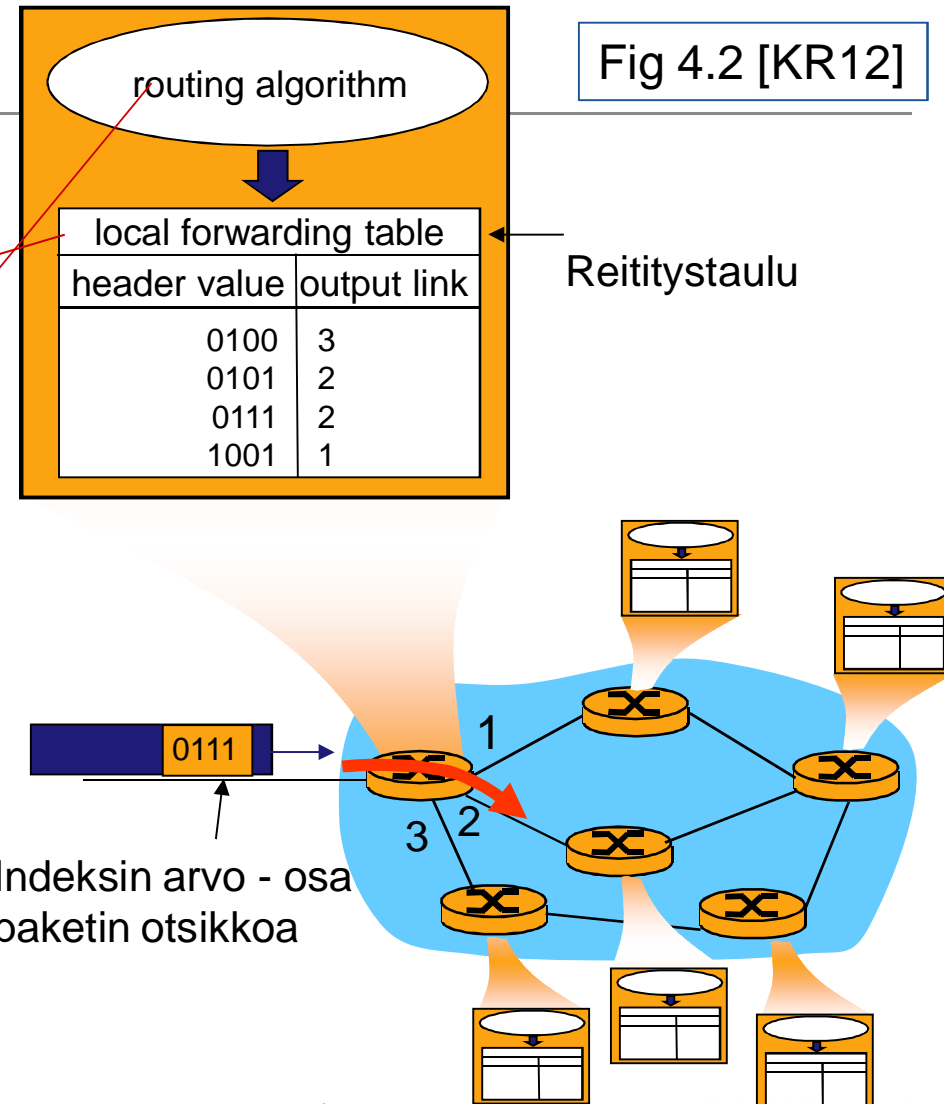 Fig 4.2 [KR12]
routing algorithm
local forwarding table
header value output link
0100 3
0101 2
0111 2
1001 1
Reititystaulu
0111
1
2
3
Indeksin arvo - osa
paketin otsikkoa